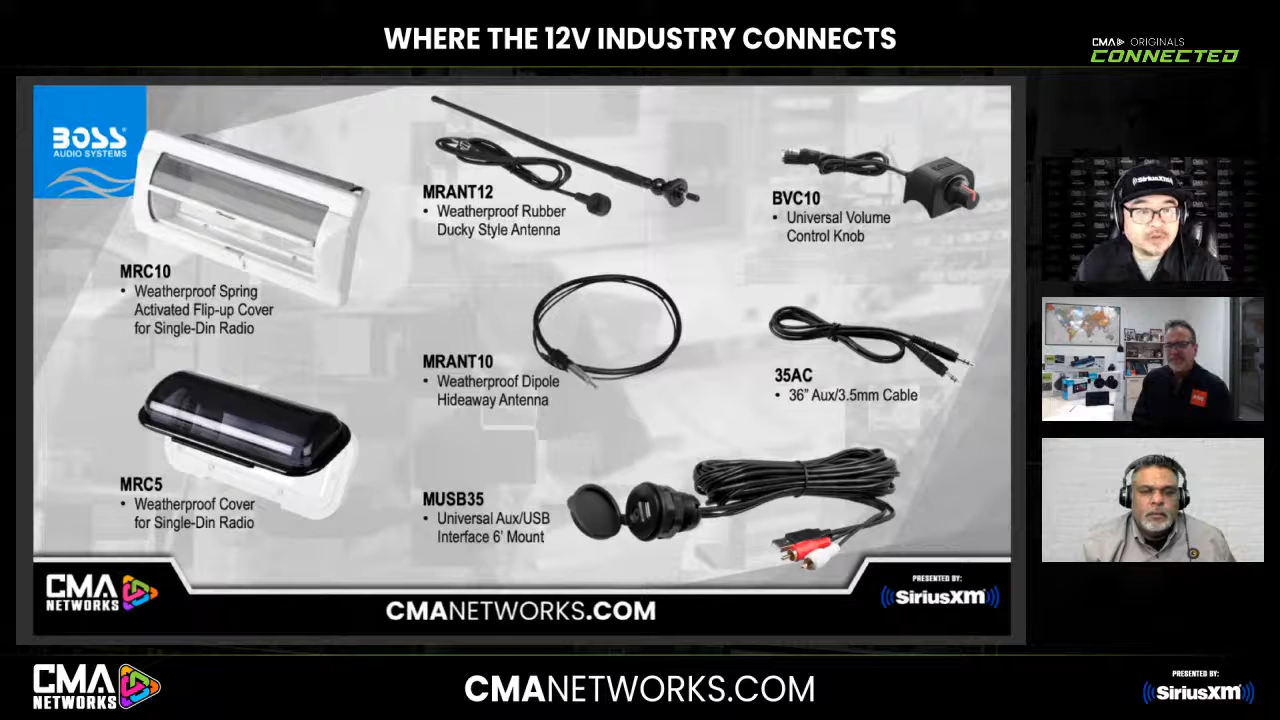 WHERE THE 12V INDUSTRY CONNECTS
CMA ORIGINALS
CONNECTED
BOSS
AUDIO SYSTEMS
MRC10
• Weatherproof Spring
Activated Flip-up Cover
for Single-Din Radio
MRC5
• Weatherproof Cover
for Single-Din Radio
MRANT12
• Weatherproof Rubber
Ducky Style Antenna
MRANT10
• Weatherproof Dipole
Hideaway Antenna
MUSB35
• Universal Aux/USB
Interface 6' Mount
BVC10
• Universal Volume
Control Knob
35AC
• 36" Aux/3.5mm Cable
CMA
NETWORKS
CMANETWORKS.COM
PRESENTED BY:
SiriusXM
SiriusXM
CMA
NETWORKS
CMANETWORKS.COM
PRESENTED BY:
SiriusXM